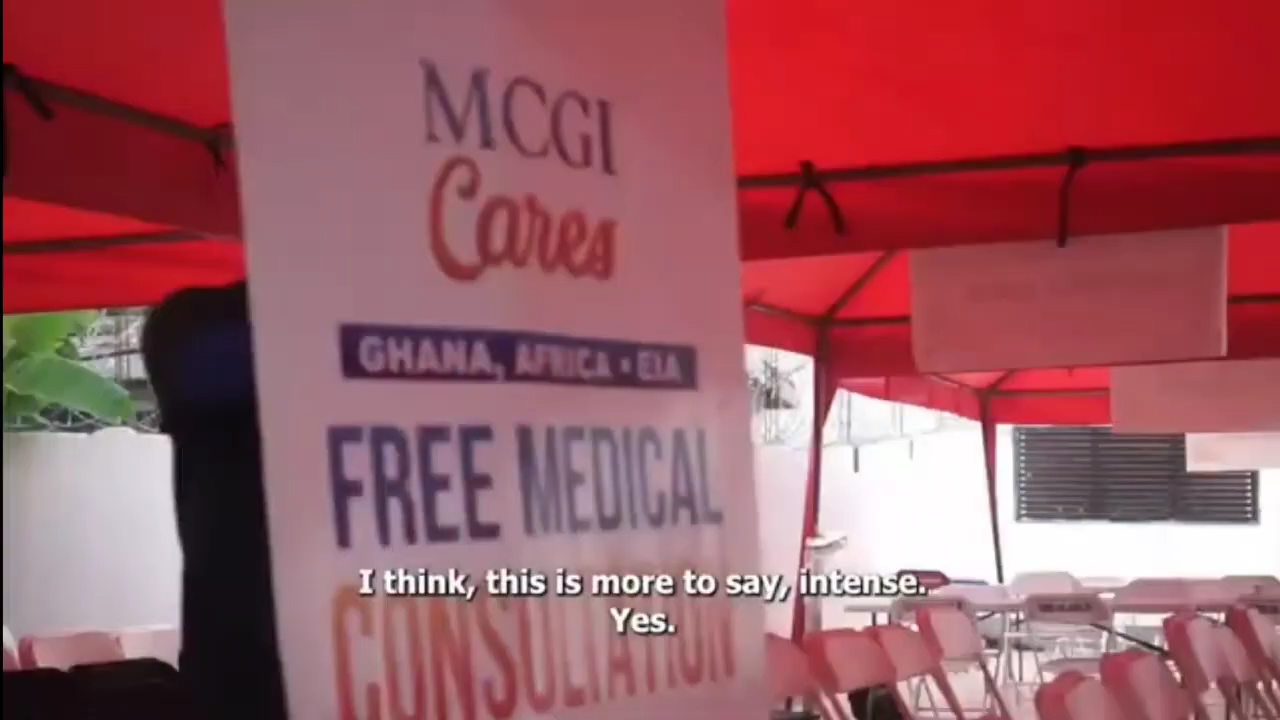 MCGI
Cares
GHANA, AFRICA • EIA
FREE MEDICAL
CONSULTATION
I think, this is more to say, intense.
Yes.